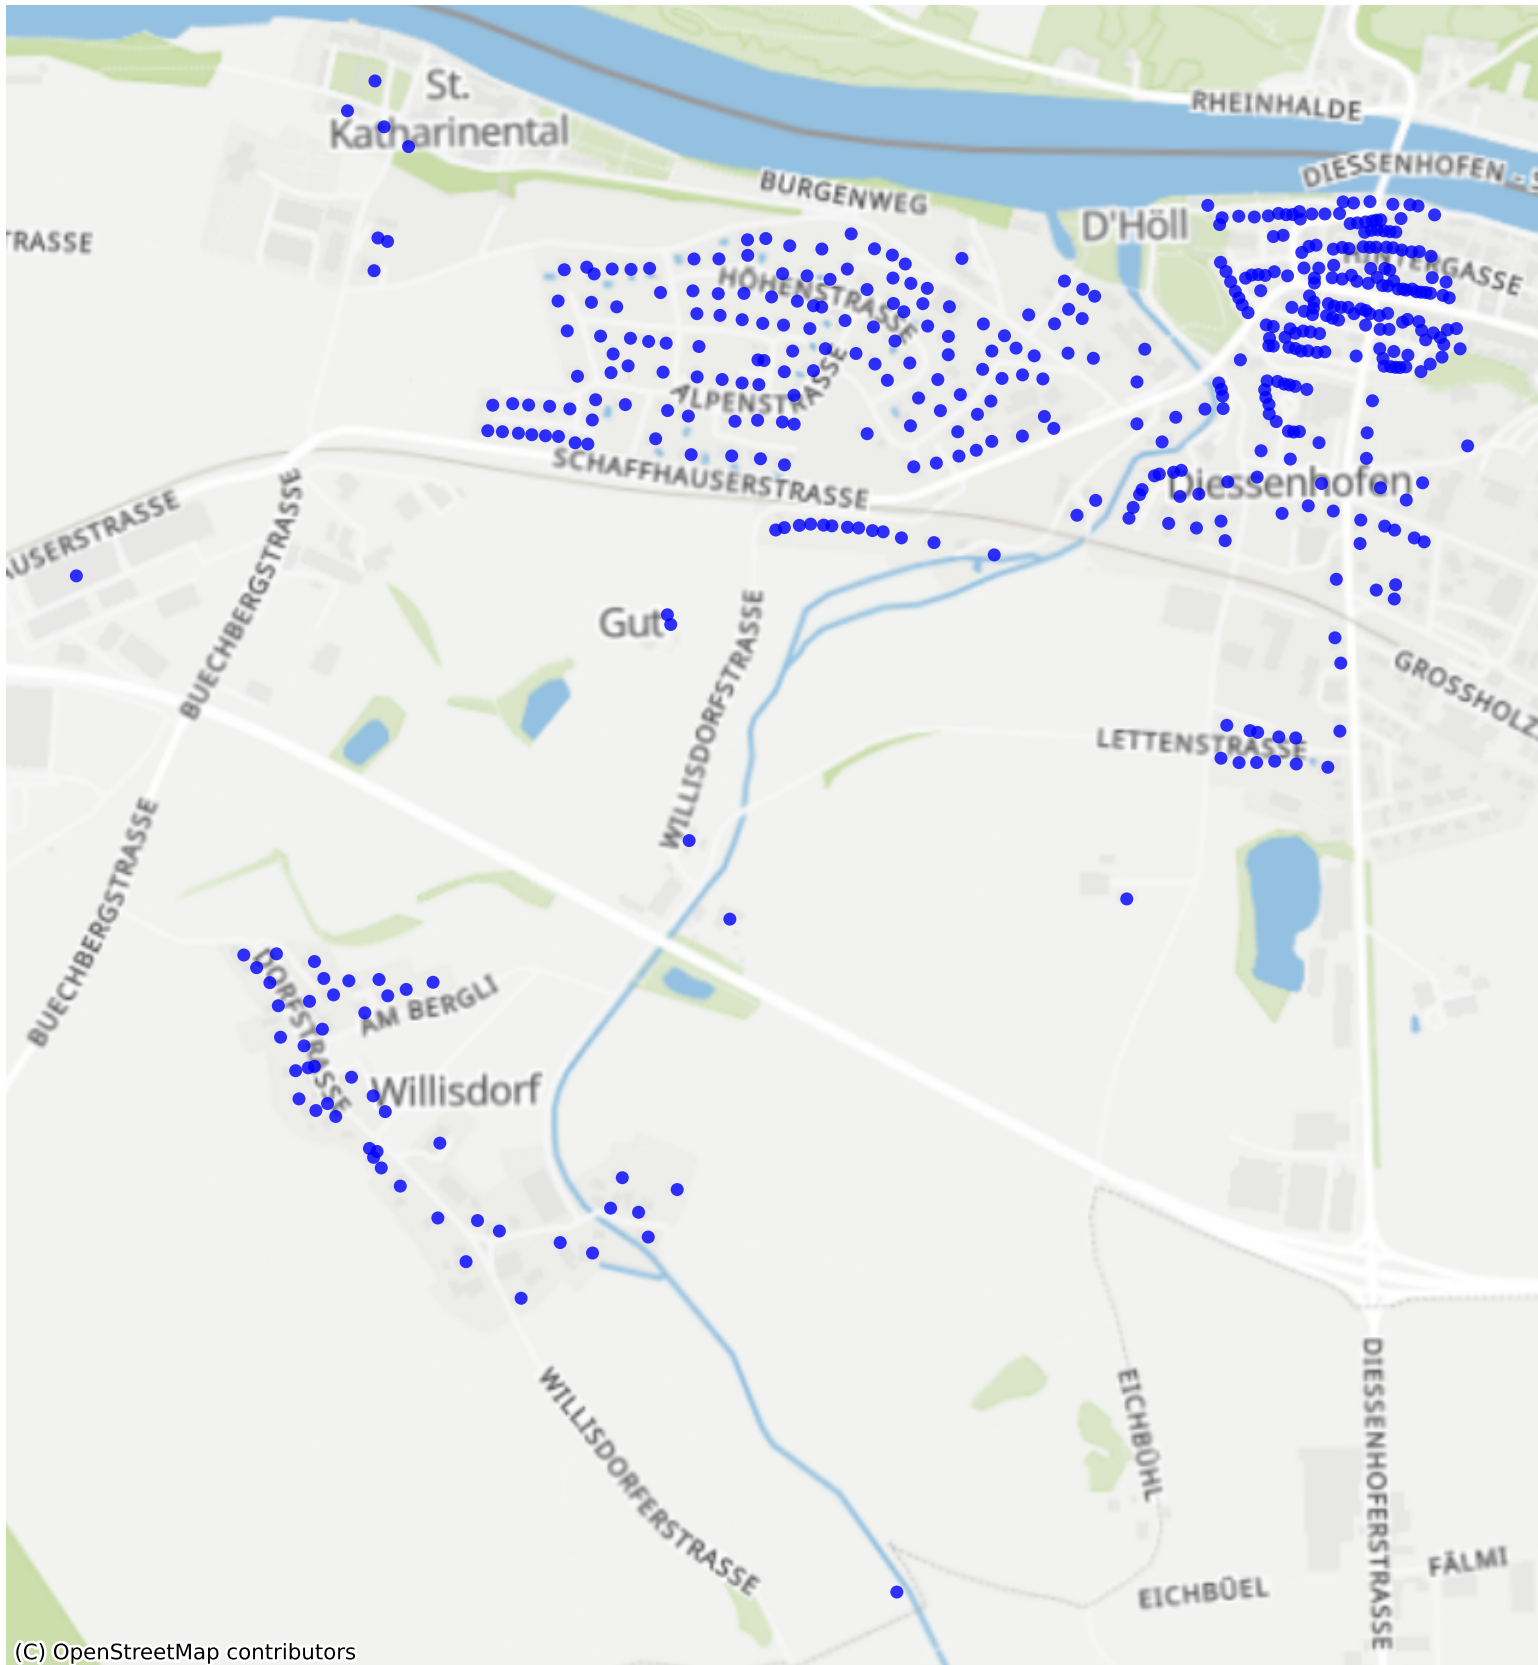 St.
Katharinental
RHEINHALDE
DIESSENHOFEN - S
BURGENWEG
D'Höll
TRASSE
HINTERGASSE
HÖHENSTRASSE
ALPENSTRASSE
SCHAFFHAUSERSTRASSE
Diessenhofen
AUSERSTRASSE
BUECHBERGSTRASSE
Gut
WILLISDORFSTRASSE
GROSSHOLZ
LETTENSTRASSE
BUECHBERGSTRASSE
DORFSTRASSE
AM BERGLI
Willisdorf
WILLISDORFERSTRASSE
EICHBÜHL
DIESSENHOFERSTRASSE
FÄLMI
EICHBÜEL
(C) OpenStreetMap contributors